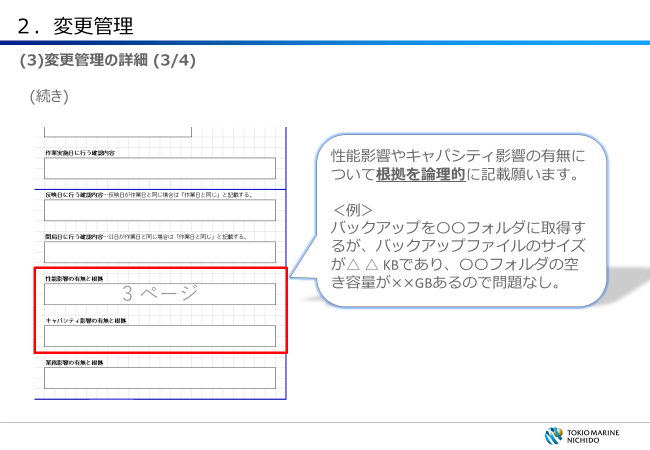 ２．変更管理
(3)変更管理の詳細 (3/4)
(続き)
作業実施日に行う確認内容
反映日に行う確認内容…反映日が作業日と同じ場合は「作業日と同じ」と記載する。
開局日に行う確認内容…別日が作業日と同じ場合は「作業日と同じ」と記載する。
性能影響の有無と根拠
3 ページ
キャパシティ影響の有無と根拠
業務影響の有無と根拠
性能影響やキャパシティ影響の有無に
ついて根拠を論理的に記載願います。
＜例＞
バックアップを〇〇フォルダに取得す
るが、バックアップファイルのサイズ
が△ △ KBであり、〇〇フォルダの空
き容量が××GBあるので問題なし。
TOKIO MARINE
NICHIDO